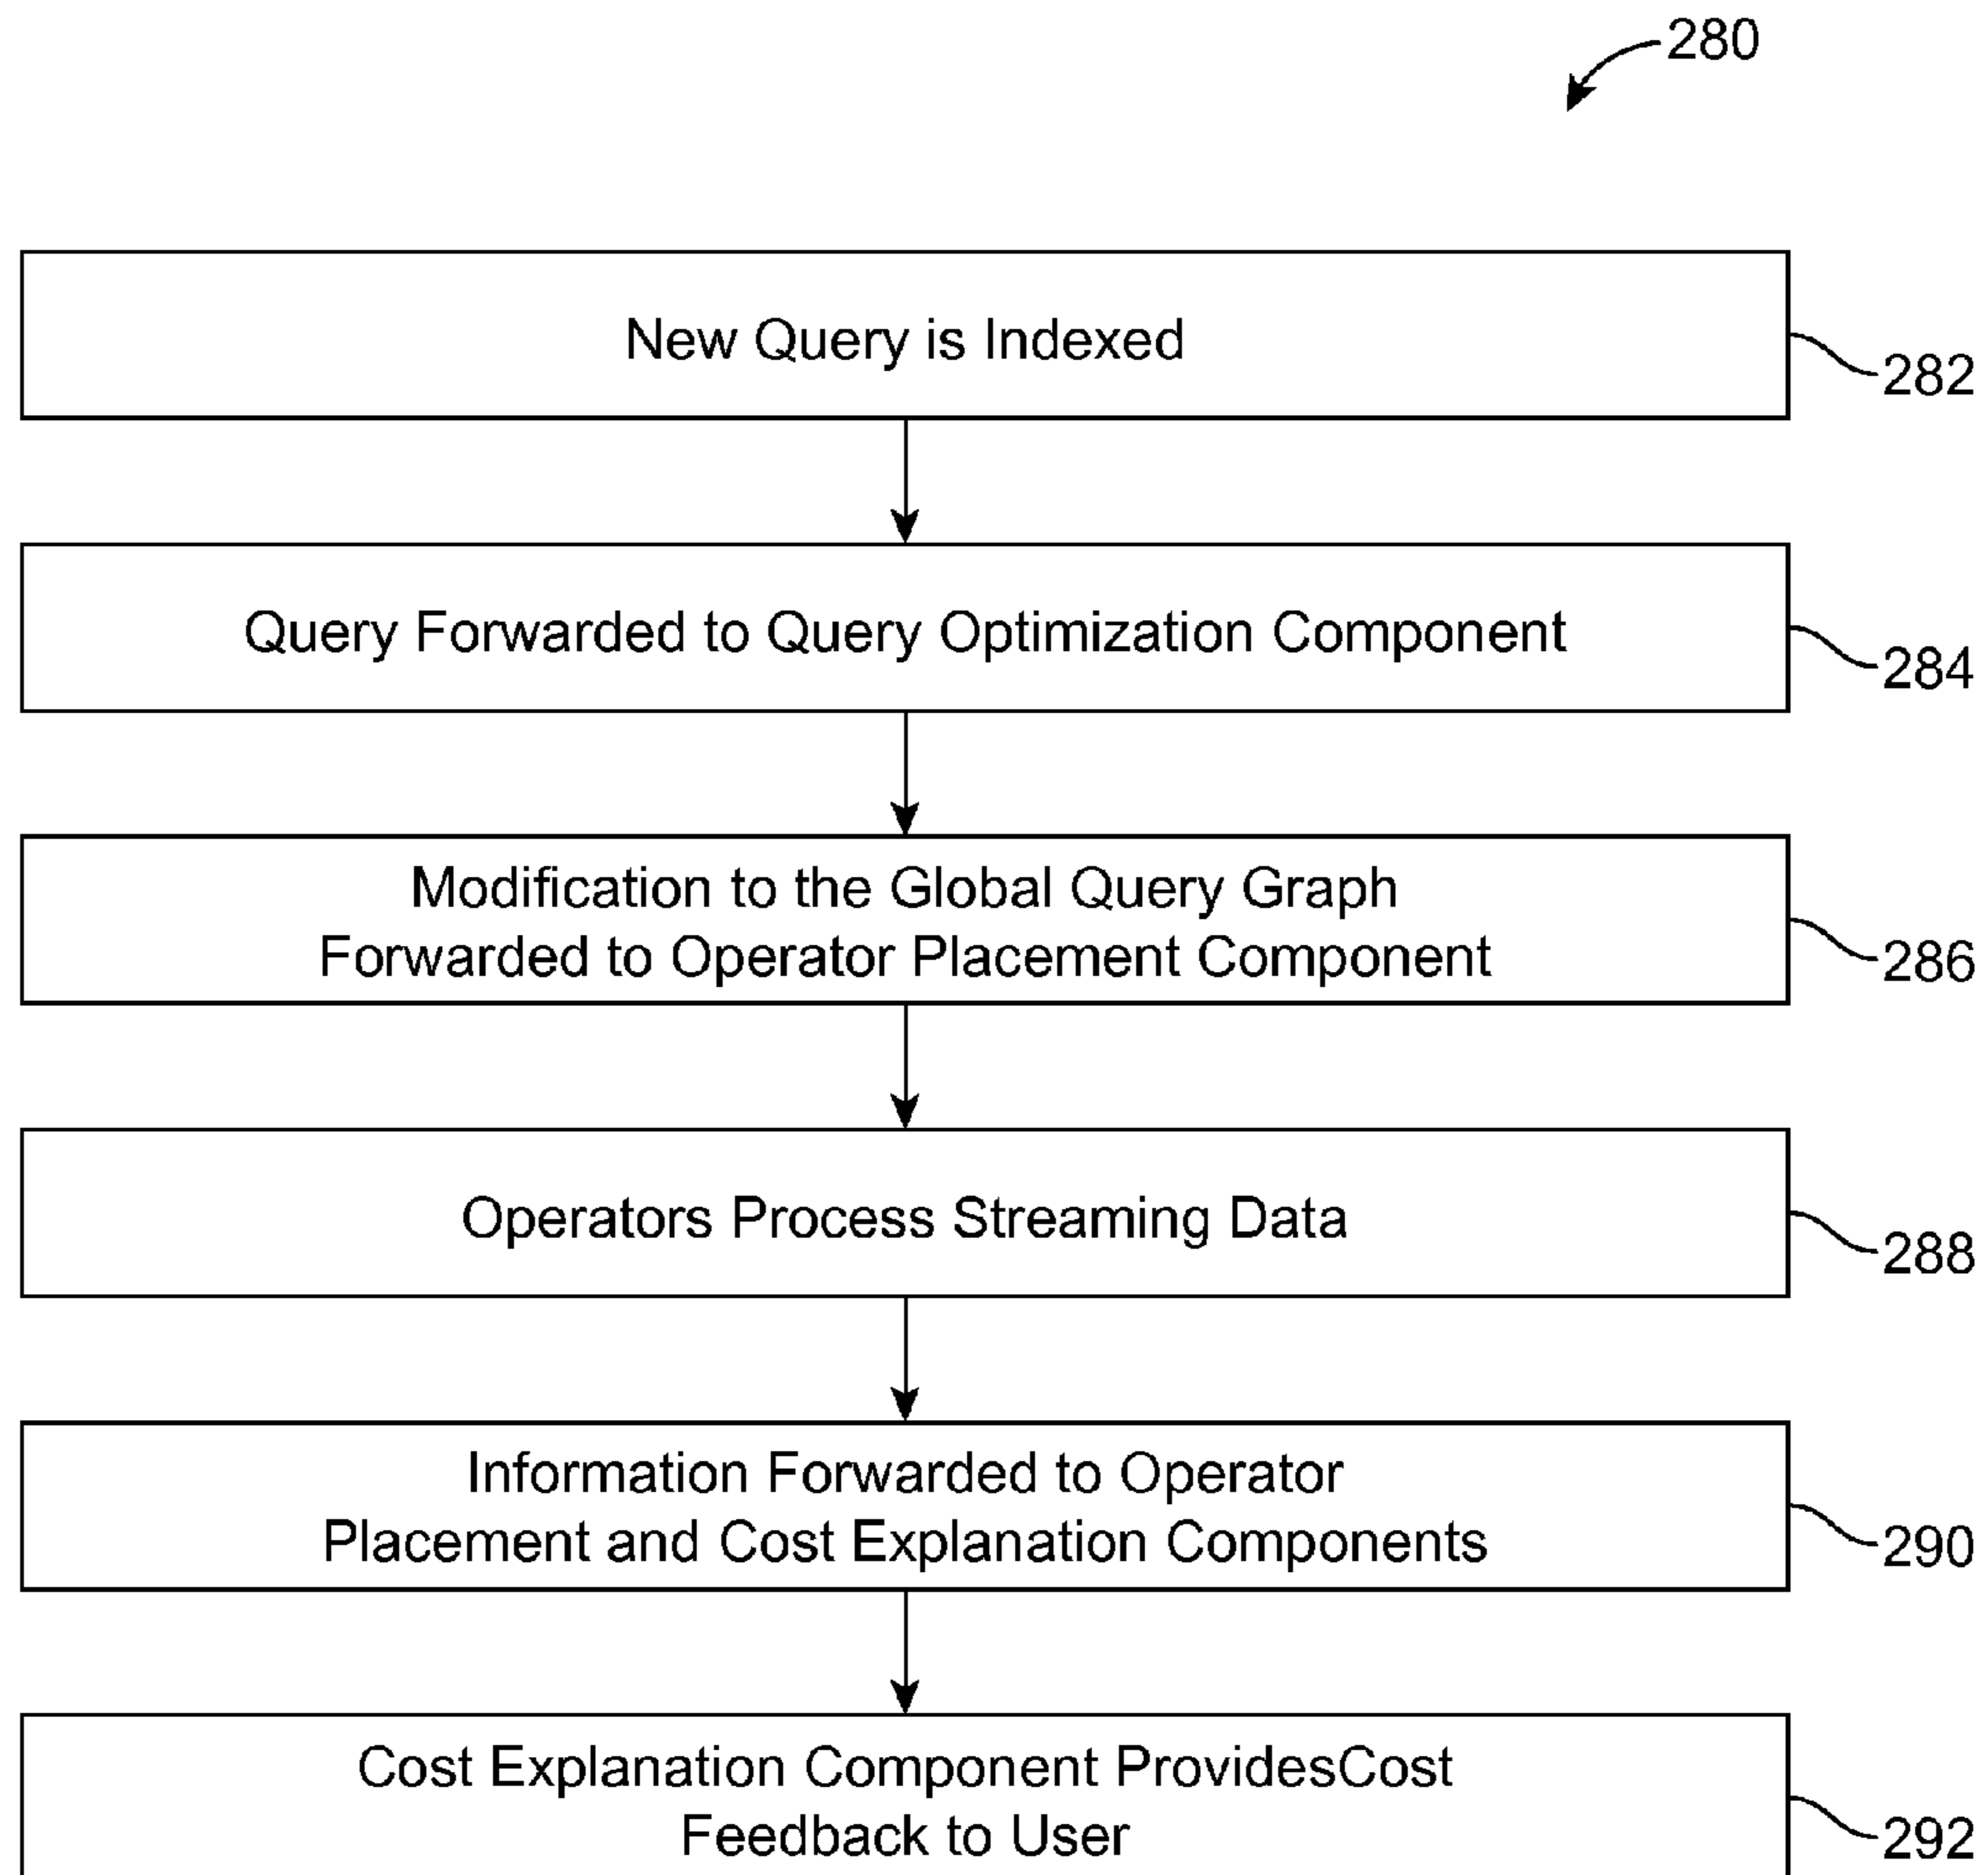 280
New Query is Indexed
282
Query Forwarded to Query Optimization Component
284
Modification to the Global Query Graph
Forwarded to Operator Placement Component
286
Operators Process Streaming Data
288
Information Forwarded to Operator
Placement and Cost Explanation Components
290
Cost Explanation Component ProvidesCost
Feedback to User
292